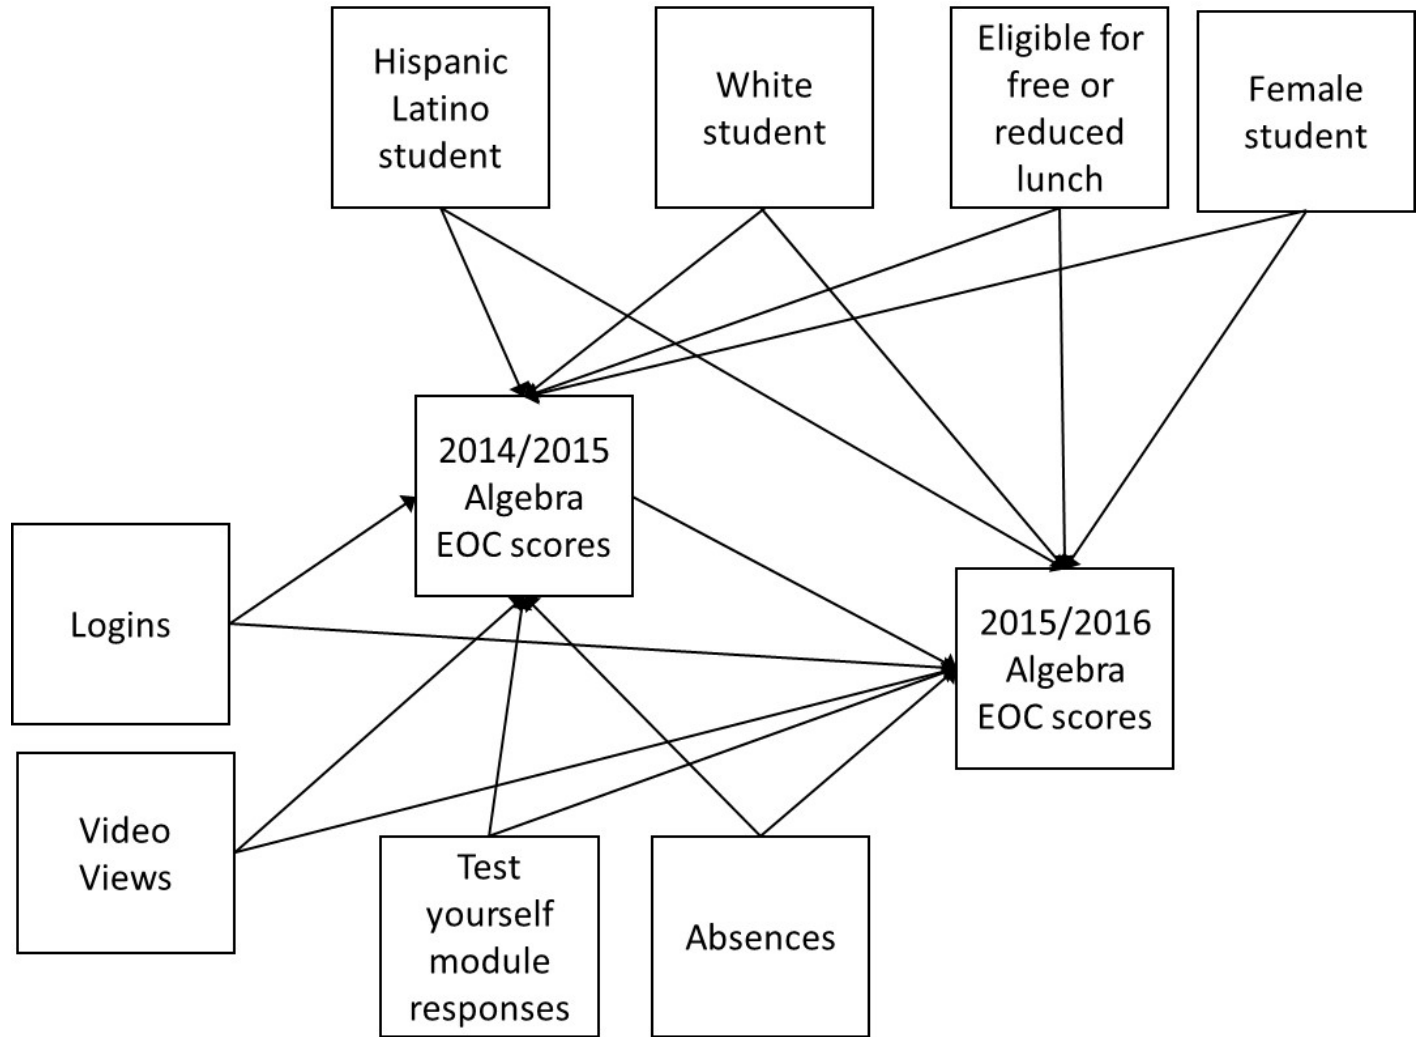 Hispanic
Latino
student
White
student
Eligible for
free or
reduced
lunch
Female
student
2014/2015
Algebra
EOC scores
Logins
2015/2016
Algebra
EOC scores
Video
Views
Test
yourself
module
responses
Absences